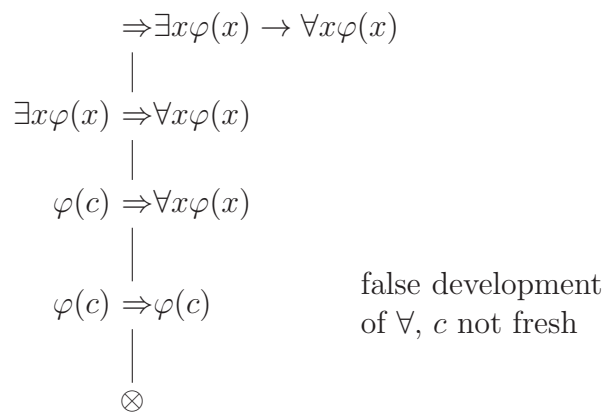 ⇒∃xφ(x) → ∀xφ(x)
∃xφ(x) ⇒∀xφ(x)
φ(c) ⇒∀xφ(x)
φ(c) ⇒φ(c)
false development
of ∀, c not fresh
⊗